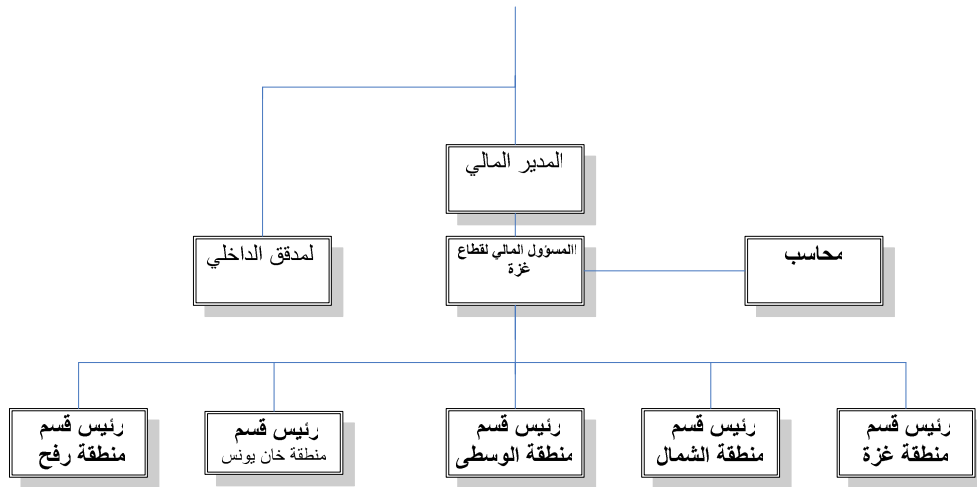 المدير المالي
محاسب
االمسؤول المالي لقطاع
غزة
لمدقق الداخلي
رئيس قسم
منطقة غزة
رئيس قسم
منطقة الشمال
رئيس قسم
منطقة الوسطى
رئيس قسم
منطقة خان يونس
رئيس قسم
منطقة رفح